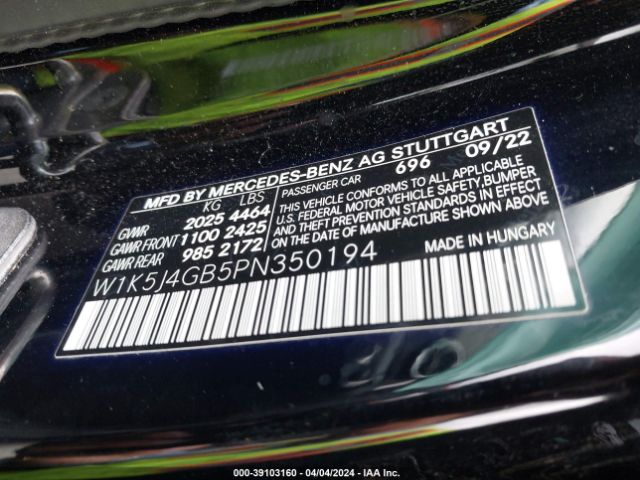 MFD BY MERCEDES-BENZ AG STUTTGART
KG LBS
GVWR 2025 4464
GAWR FRONT 1100 2425
GAWR REAR 985 2172
PASSENGER CAR 696 09/22
THIS VEHICLE CONFORMS TO ALL APPLICABLE
U.S. FEDERAL MOTOR VEHICLE SAFETY, BUMPER
AND THEFT PREVENTION STANDARDS IN EFFECT
ON THE DATE OF MANUFACTURE SHOWN ABOVE
W1K5J4GB5PN350194
MADE IN HUNGARY
000-39103160 - 04/04/2024 - IAA Inc.